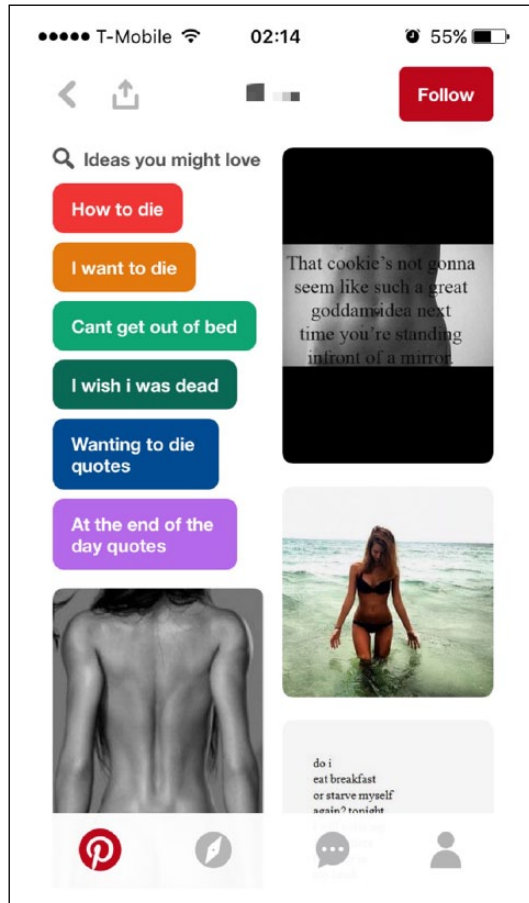 T-Mobile
02:14
55%
Follow
Ideas you might love
How to die
I want to die
Cant get out of bed
I wish i was dead
Wanting to die
quotes
At the end of the
day quotes
That cookie's not gonna
seem like such a great
goddamsidea next
time you're standing
infront of a mirror.
do i
eat breakfast
or starve myself
again? tonight